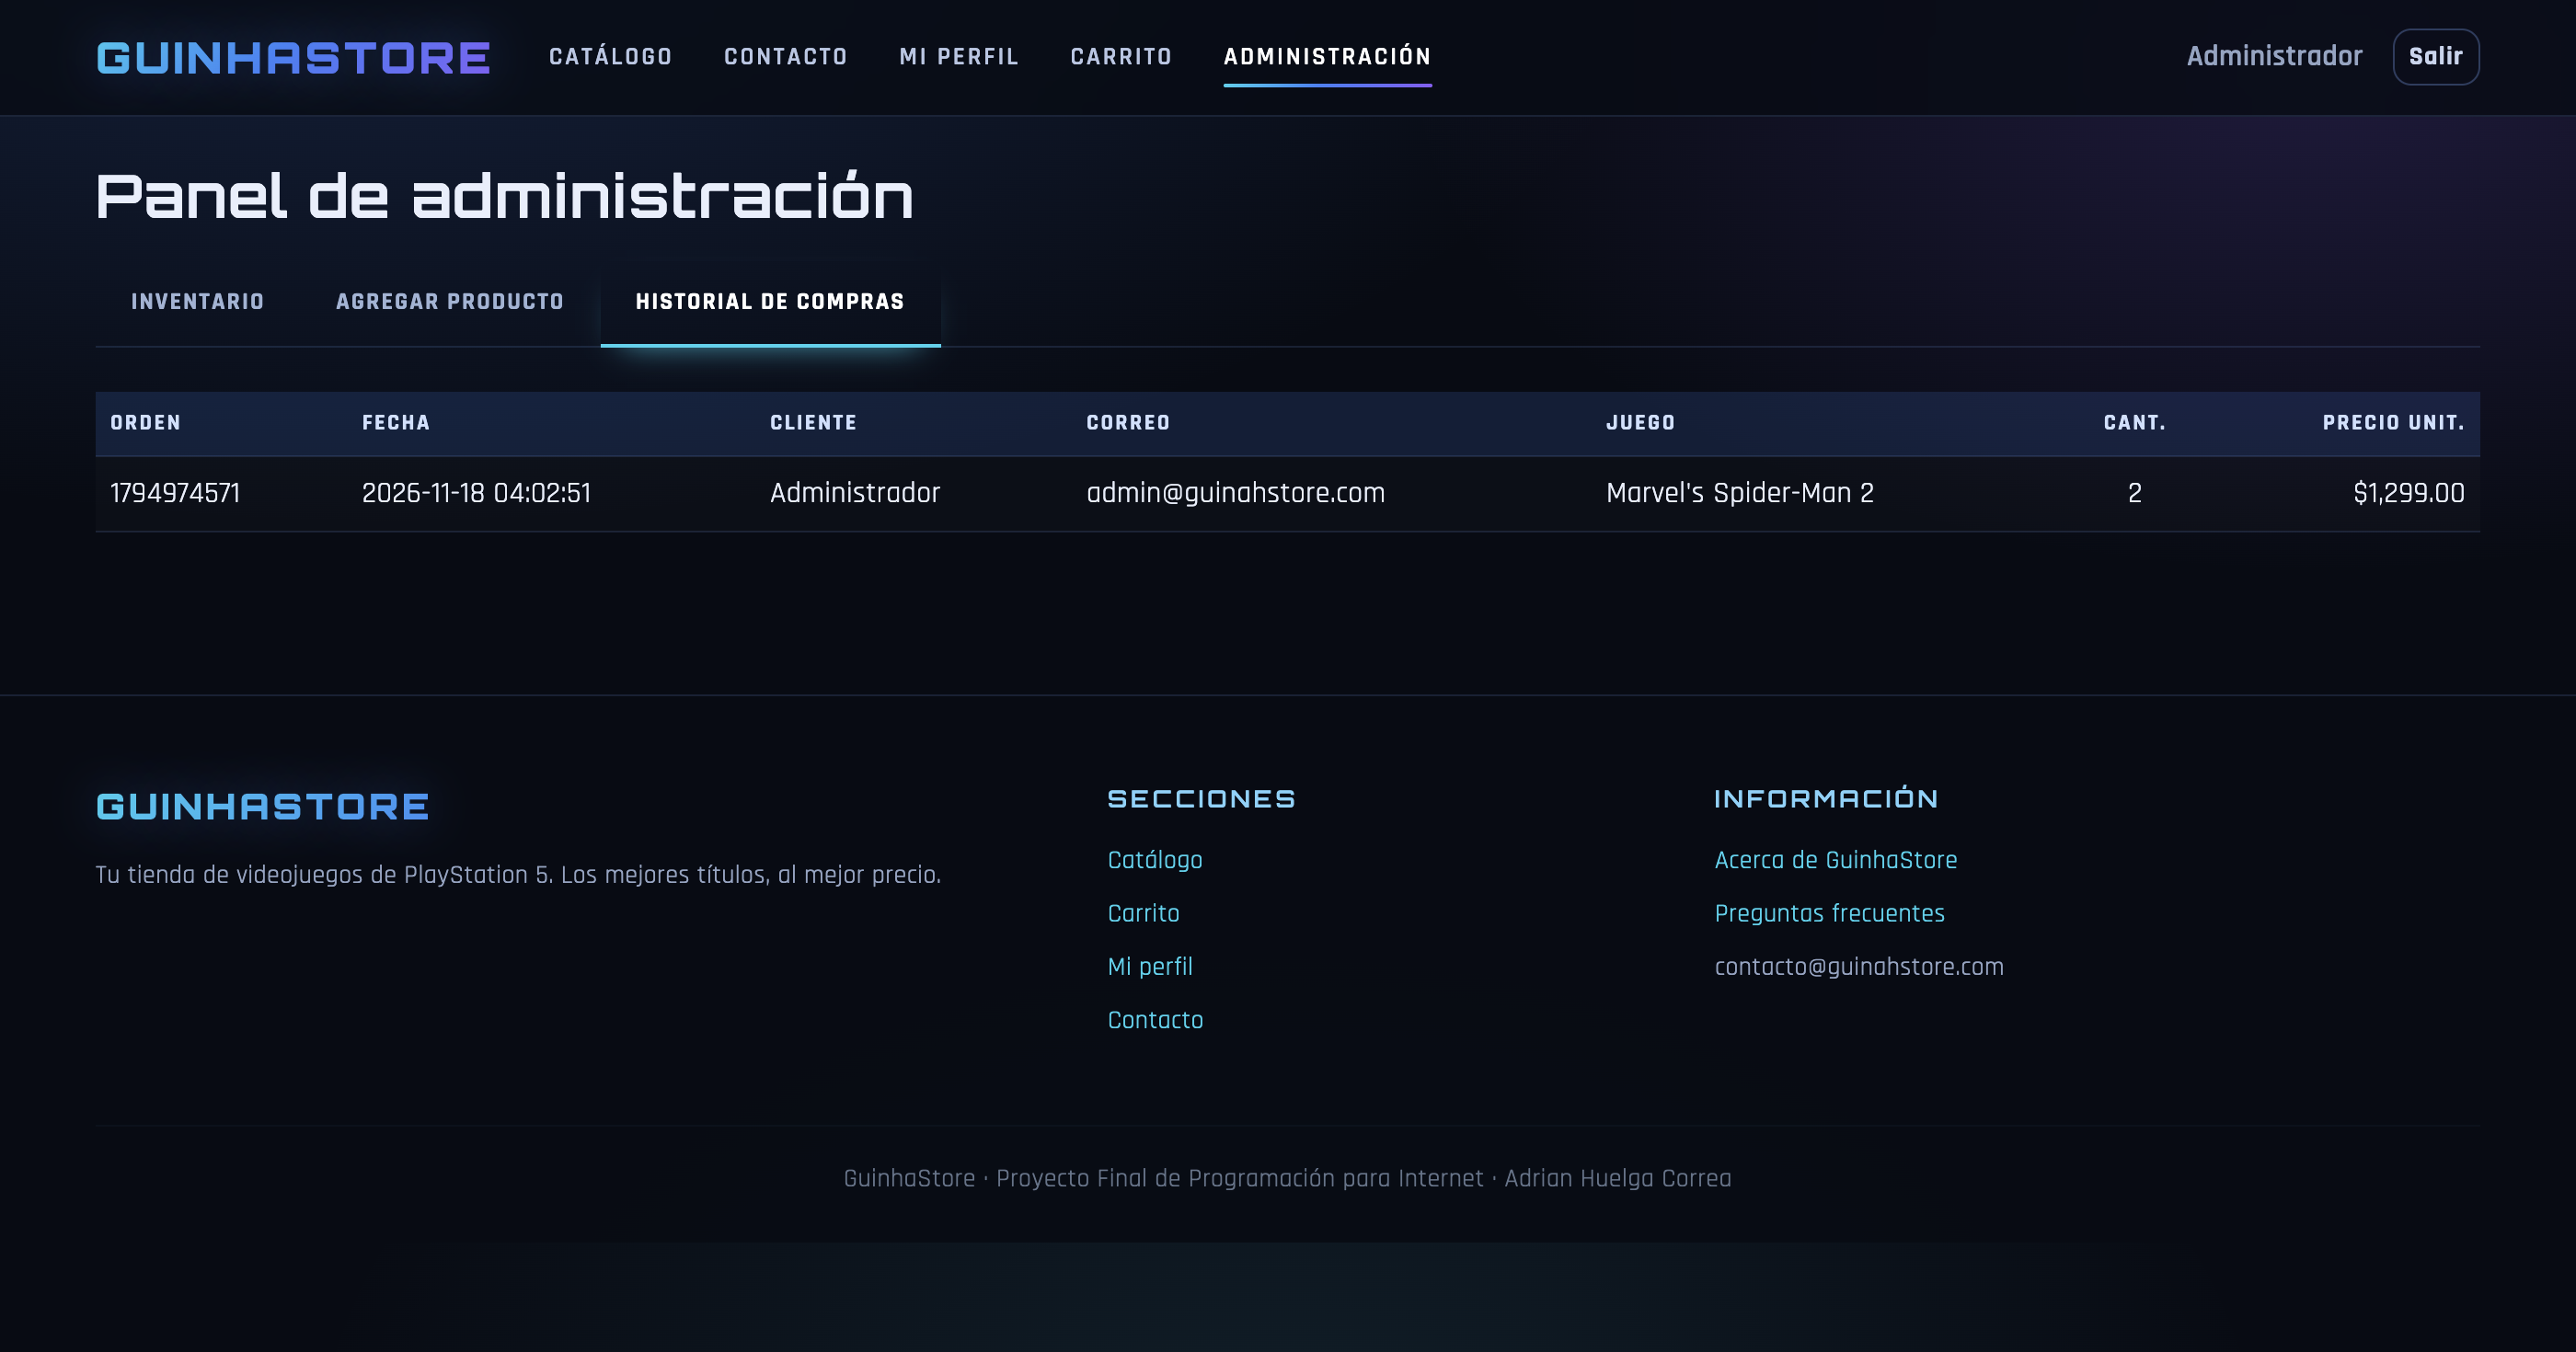 GUINHASTORE CATÁLOGO CONTACTO MI PERFIL CARRITO ADMINISTRACIÓN Administrador Salir
Panel de administración
INVENTARIO AGREGAR PRODUCTO HISTORIAL DE COMPRAS
ORDEN FECHA CLIENTE CORREO JUEGO CANT. PRECIO UNIT.
1794974571 2026-11-18 04:02:51 Administrador admin@guinahstore.com Marvel's Spider-Man 2 2 $1,299.00
GUINHASTORE
Tu tienda de videojuegos de PlayStation 5. Los mejores títulos, al mejor precio.
SECCIONES
Catálogo
Carrito
Mi perfil
Contacto
INFORMACIÓN
Acerca de GuinhaStore
Preguntas frecuentes
contacto@guinahstore.com
GuinhaStore · Proyecto Final de Programación para Internet · Adrian Huelga Correa